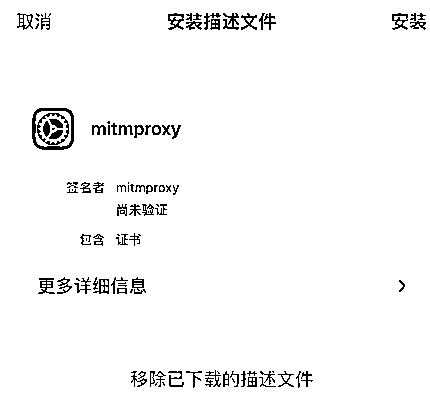 取消 安装描述文件 安装
mitmproxy
签名者 mitmproxy
尚未验证
包含 证书
更多详细信息
移除已下载的描述文件